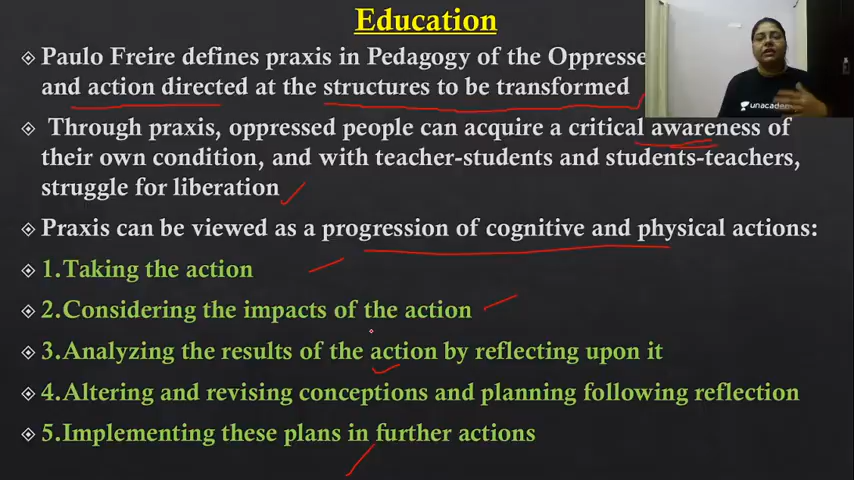 Education
Paulo Freire defines praxis in Pedagogy of the Oppresse
and action directed at the structures to be transformed
Through praxis, oppressed people can acquire a critical awareness of
their own condition, and with teacher-students and students-teachers,
struggle for liberation
Praxis can be viewed as a progression of cognitive and physical actions:
1.Taking the action
2.Considering the impacts of the action
3.Analyzing the results of the action by reflecting upon it
4.Altering and revising conceptions and planning following reflection
5.Implementing these plans in further actions
unacademy